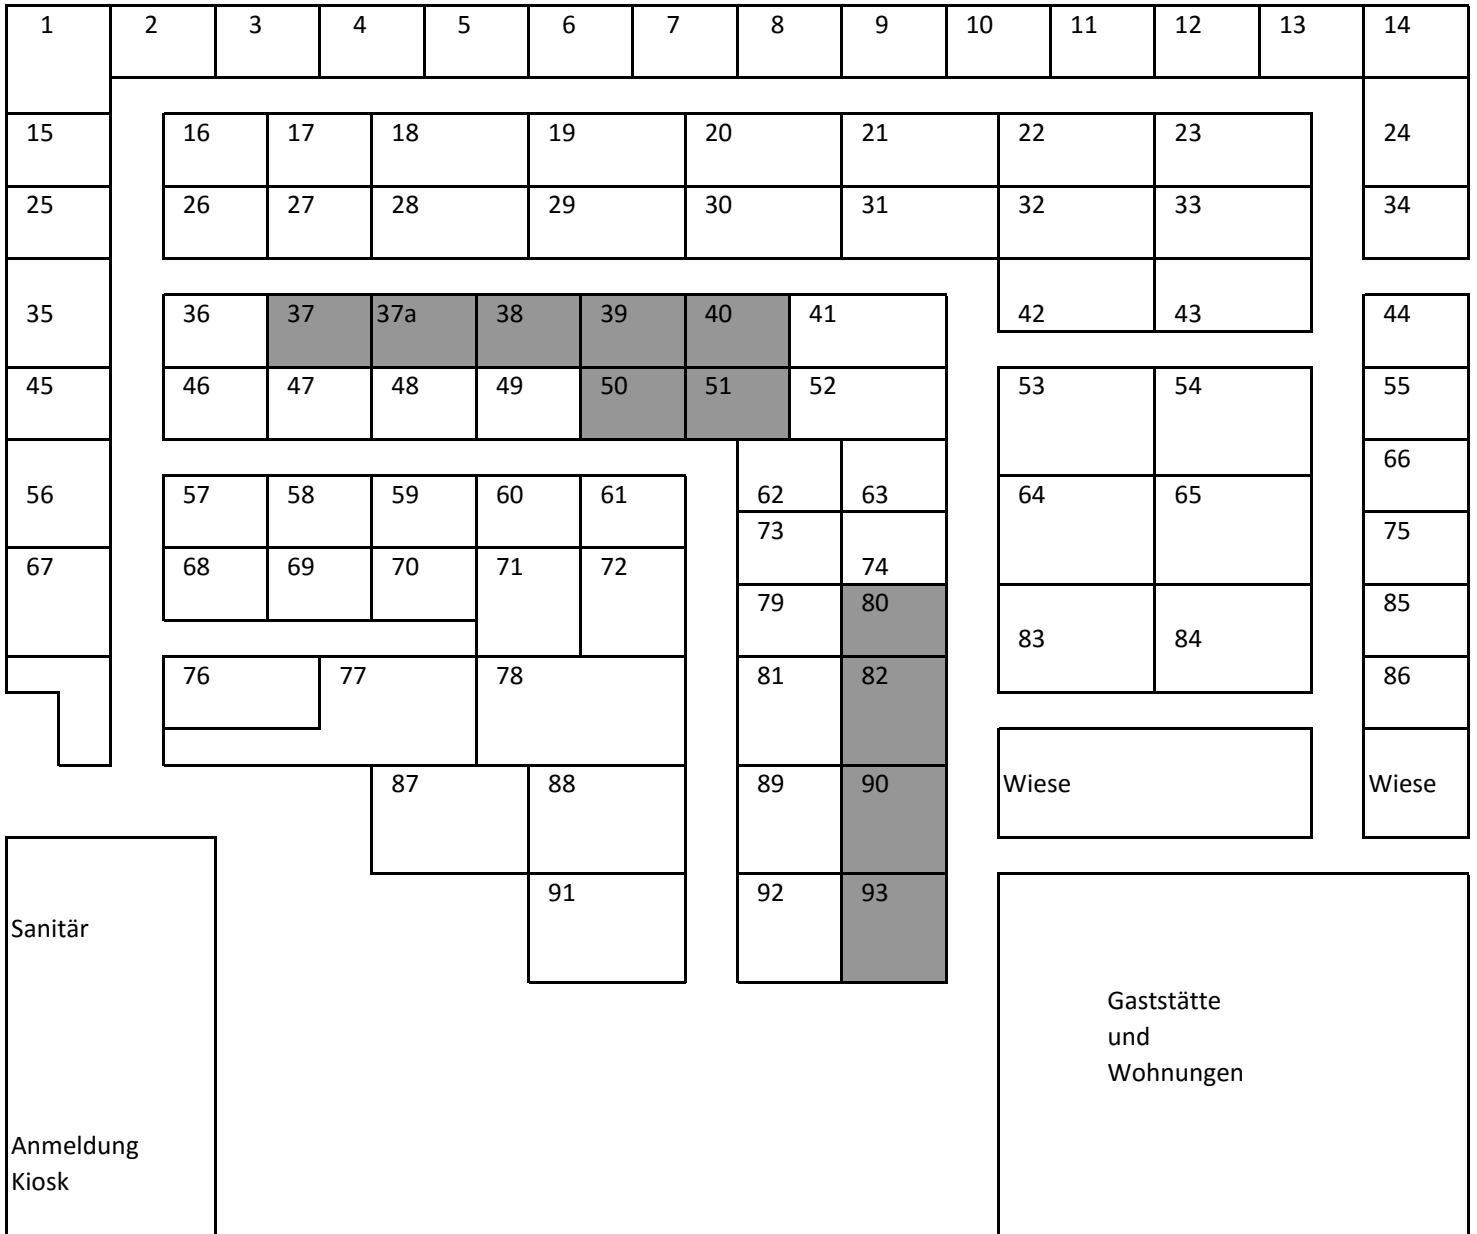 1 2 3 4 5 6 7 8 9 10 11 12 13 14
15 16 17 18 19 20 21 22 23 24
25 26 27 28 29 30 31 32 33 34
35 36 37 37a 38 39 40 41 42 43 44
45 46 47 48 49 50 51 52 53 54 55
66
56 57 58 59 60 61 62 63 64 65
73 75
67 68 69 70 71 72 74
79 80 85
83 84
76 77 78 81 82 86
87 88 89 90 Wiese Wiese
91 92 93
Sanitär
Gaststätte
und
Wohnungen
Anmeldung
Kiosk